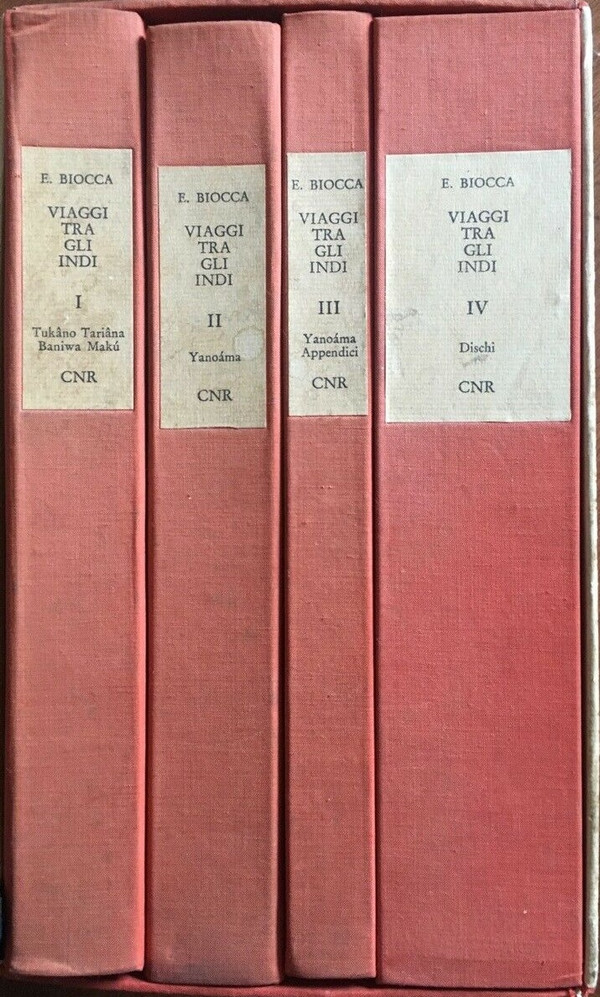 E. BIOCCA
VIAGGI
TRA
GLI
INDI
I
Tukâno Tariâna
Baniwa Makú
CNR
E. BIOCCA
VIAGGI
TRA
GLI
INDI
II
Yanoáma
CNR
E. BIOCCA
VIAGGI
TRA
GLI
INDI
III
Yanoáma
Appendici
CNR
E. BIOCCA
VIAGGI
TRA
GLI
INDI
IV
Dischi
CNR